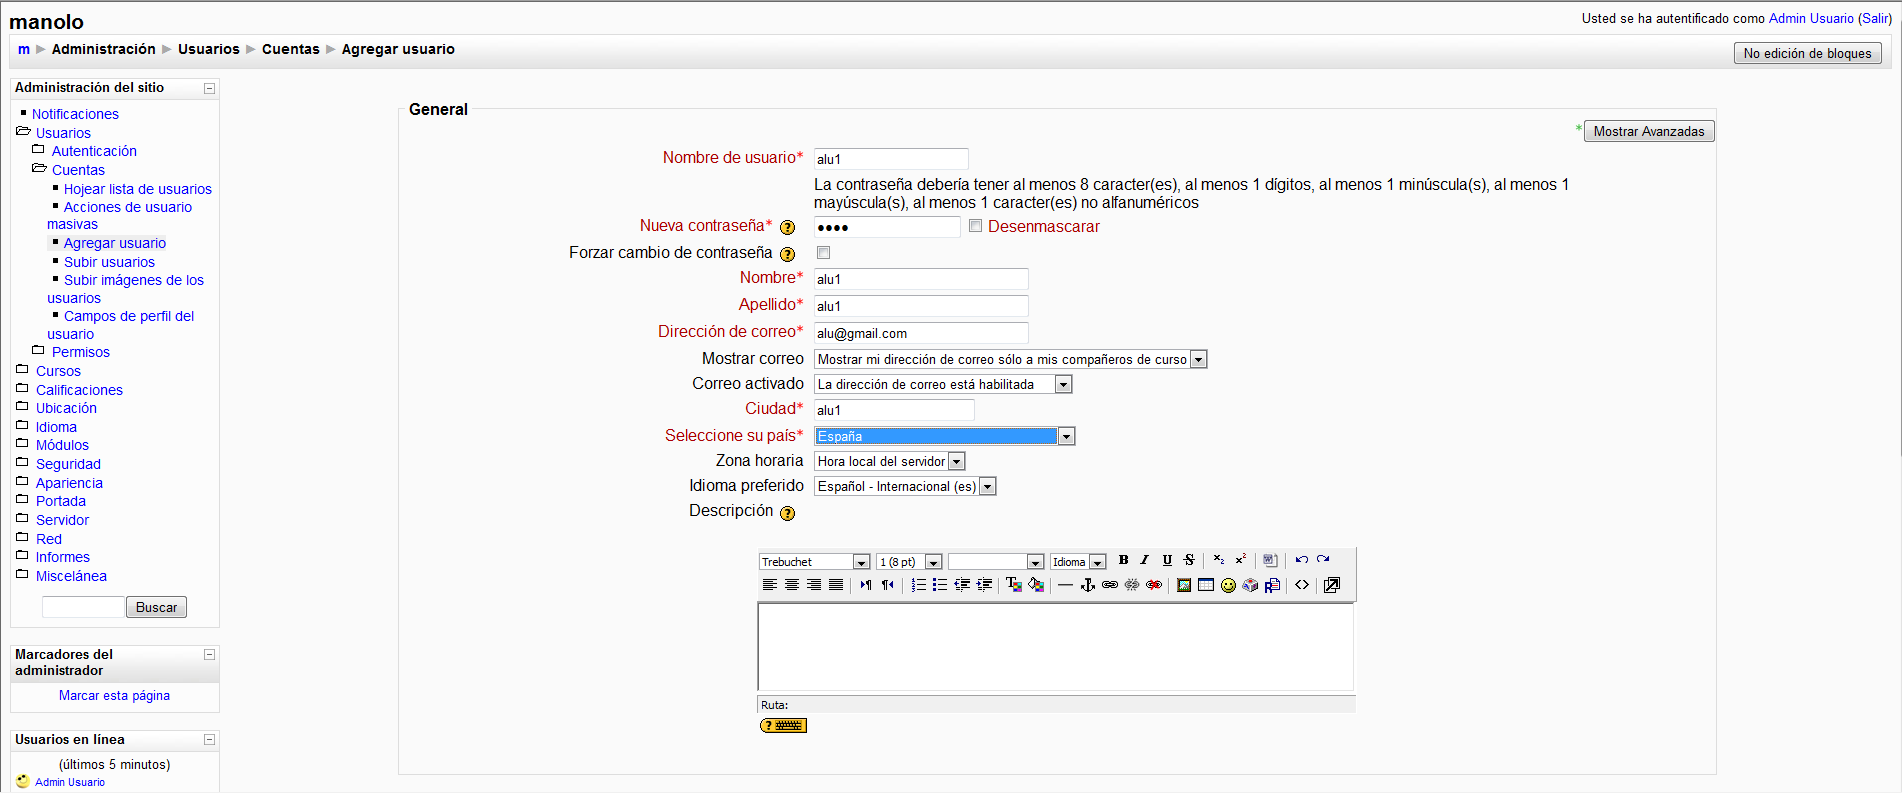 manolo
Usted se ha autentificado como Admin Usuario (Salir)
m ► Administración ► Usuarios ► Cuentas ► Agregar usuario
No edición de bloques
Administración del sitio
Notificaciones
Usuarios
Autenticación
Cuentas
Hojear lista de usuarios
Acciones de usuario
masivas
Agregar usuario
Subir usuarios
Subir imágenes de los
usuarios
Campos de perfil del
usuario
Permisos
Cursos
Calificaciones
Ubicación
Idioma
Módulos
Seguridad
Apariencia
Portada
Servidor
Red
Informes
Miscelánea
Buscar
Marcadores del
administrador
Marcar esta página
Usuarios en línea
(últimos 5 minutos)
Admin Usuario
General
* Mostrar Avanzadas
Nombre de usuario* alu1
La contraseña debería tener al menos 8 caracter(es), al menos 1 dígitos, al menos 1 minúscula(s), al menos 1
mayúscula(s), al menos 1 caracter(es) no alfanuméricos
Nueva contraseña* ? •••• Desenmascarar
Forzar cambio de contraseña ?
Nombre* alu1
Apellido* alu1
Dirección de correo* alu@gmail.com
Mostrar correo Mostrar mi dirección de correo sólo a mis compañeros de curso
Correo activado La dirección de correo está habilitada
Ciudad* alu1
Seleccione su país* España
Zona horaria Hora local del servidor
Idioma preferido Español - Internacional (es)
Descripción ?
Trebuchet 1 (8 pt) Idioma B I U S x₂ x²
Ruta:
?